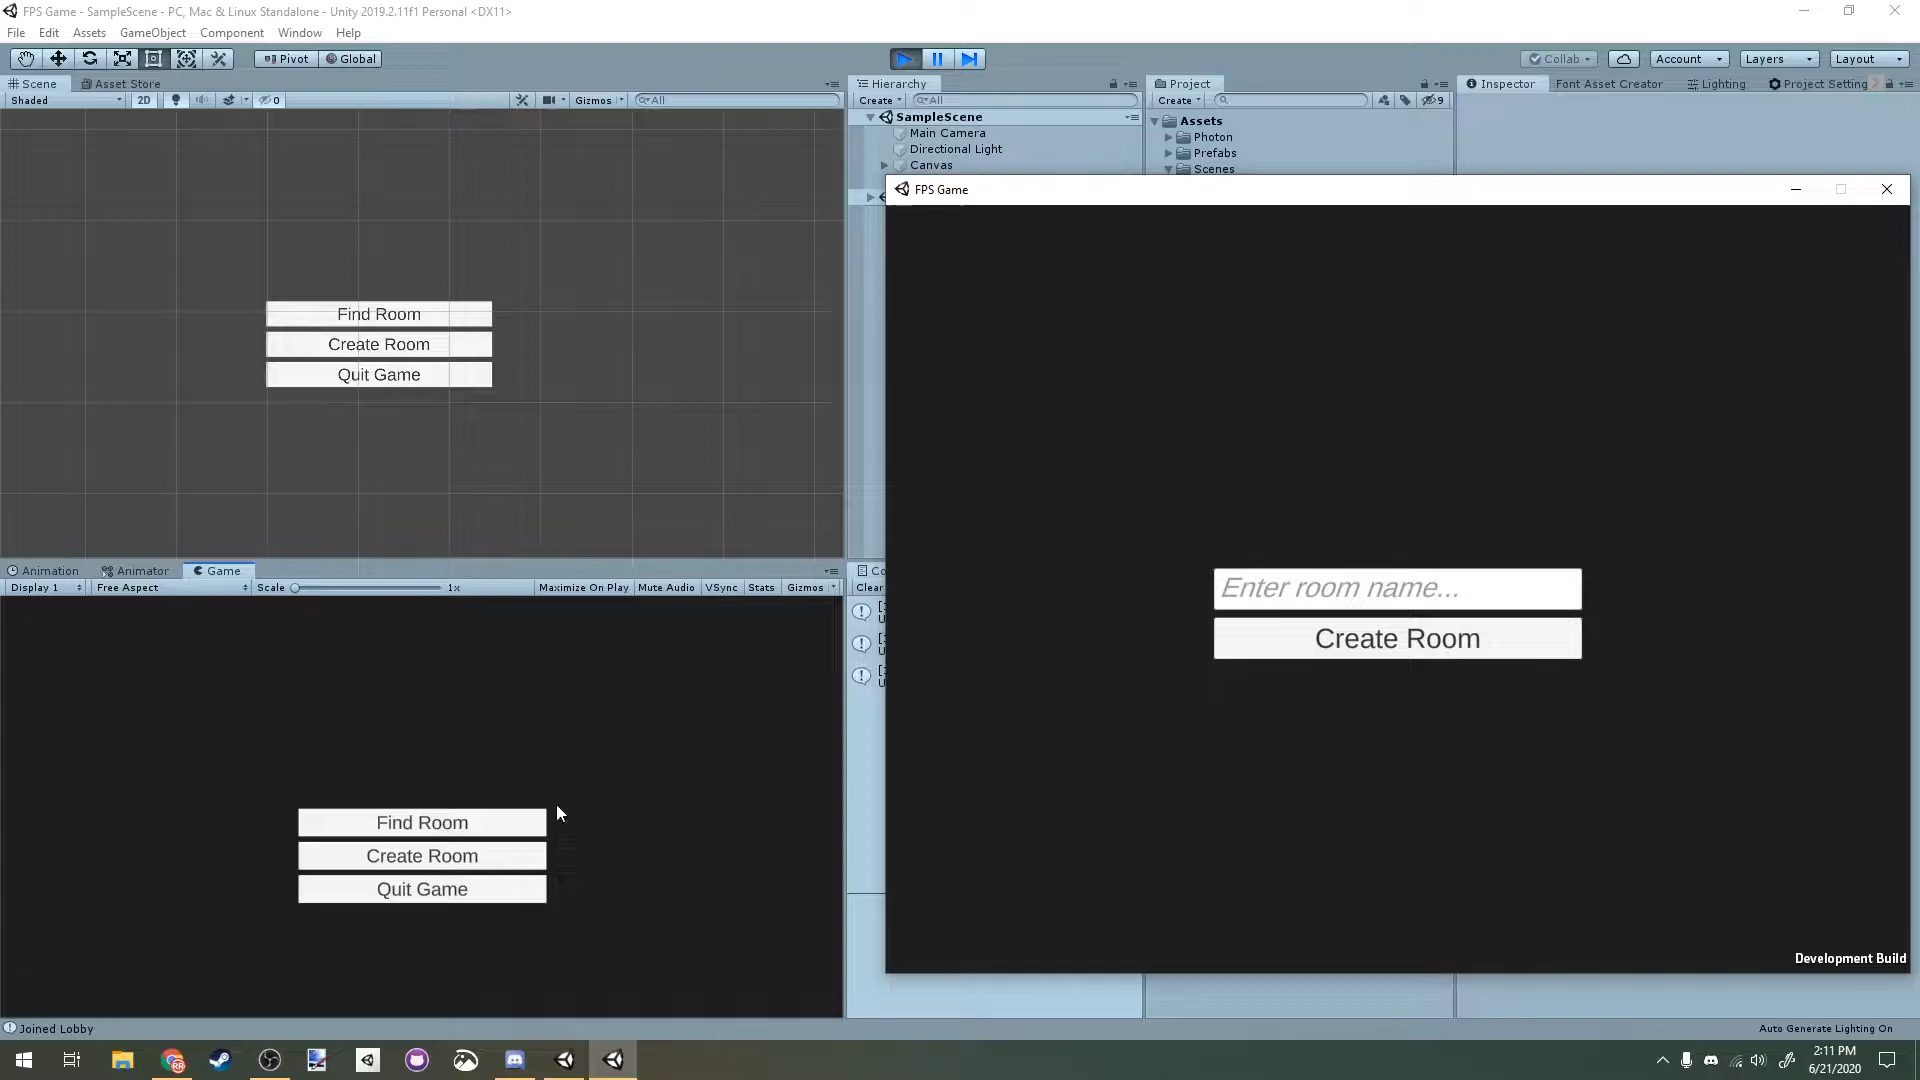 FPS Game - SampleScene - PC, Mac & Linux Standalone - Unity 2019.2.11f1 Personal <DX11>
File Edit Assets GameObject Component Window Help
Pivot Global
Collab Account Layers Layout
Scene Asset Store
Shaded 2D 0 Gizmos All
Find Room
Create Room
Quit Game
Hierarchy
Create All
SampleScene
Main Camera
Directional Light
Canvas
Project
Create 9
Assets
Photon
Prefabs
Scenes
Inspector Font Asset Creator Lighting Project Setting
FPS Game
Enter room name...
Create Room
Development Build
Animation Animator Game
Display 1 Free Aspect Scale 1x Maximize On Play Mute Audio VSync Stats Gizmos
Find Room
Create Room
Quit Game
Co
Clear
[
U
[
U
[
U
Joined Lobby
Auto Generate Lighting On
2:11 PM
6/21/2020